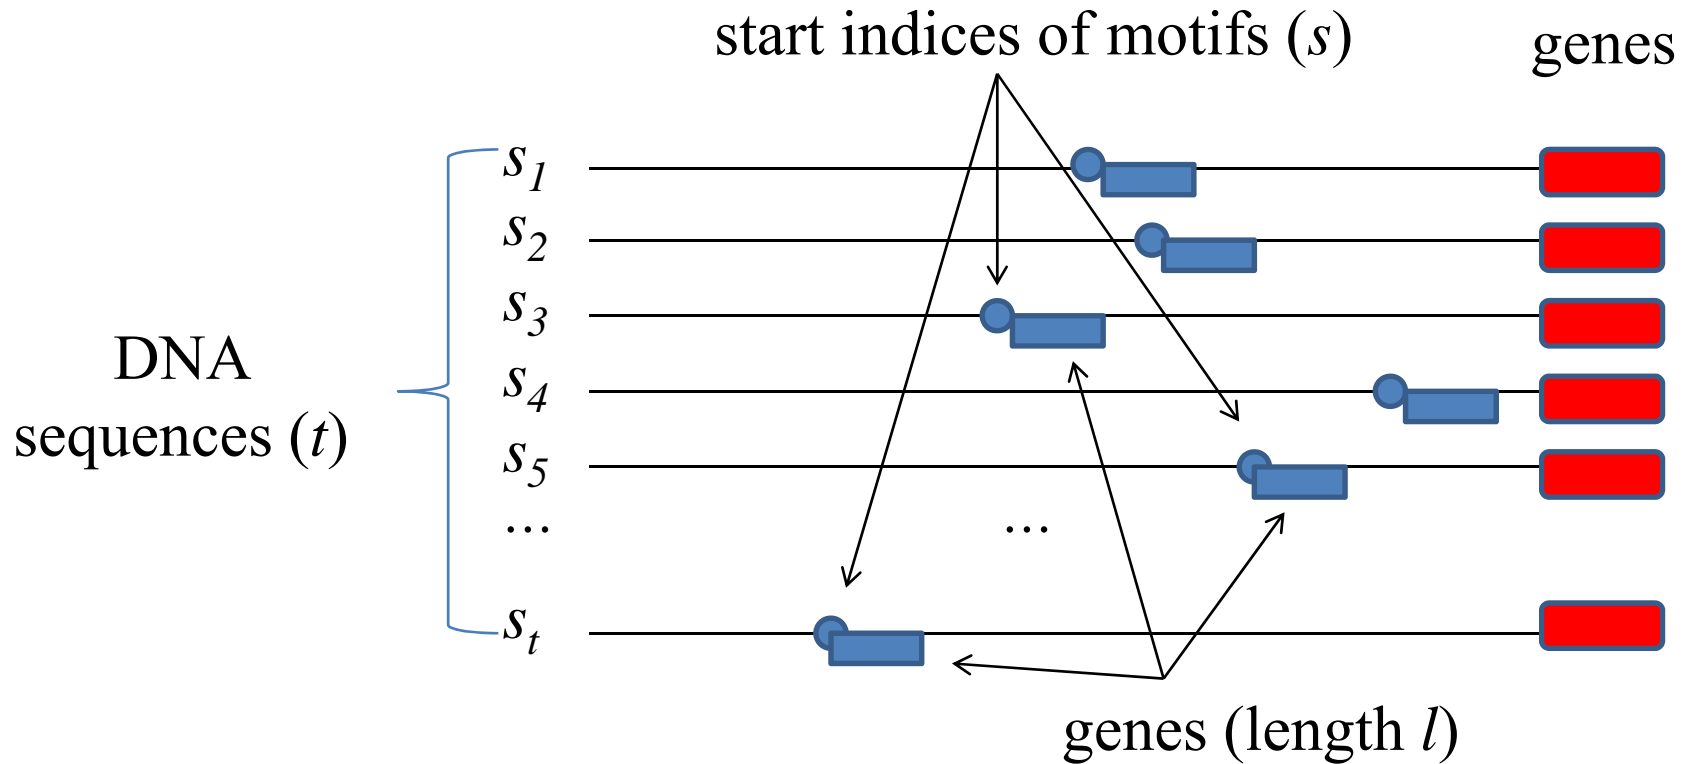 start indices of motifs (s)
genes
s1
s2
s3
DNA
sequences (t)
s4
s5
... ...
st
genes (length l)